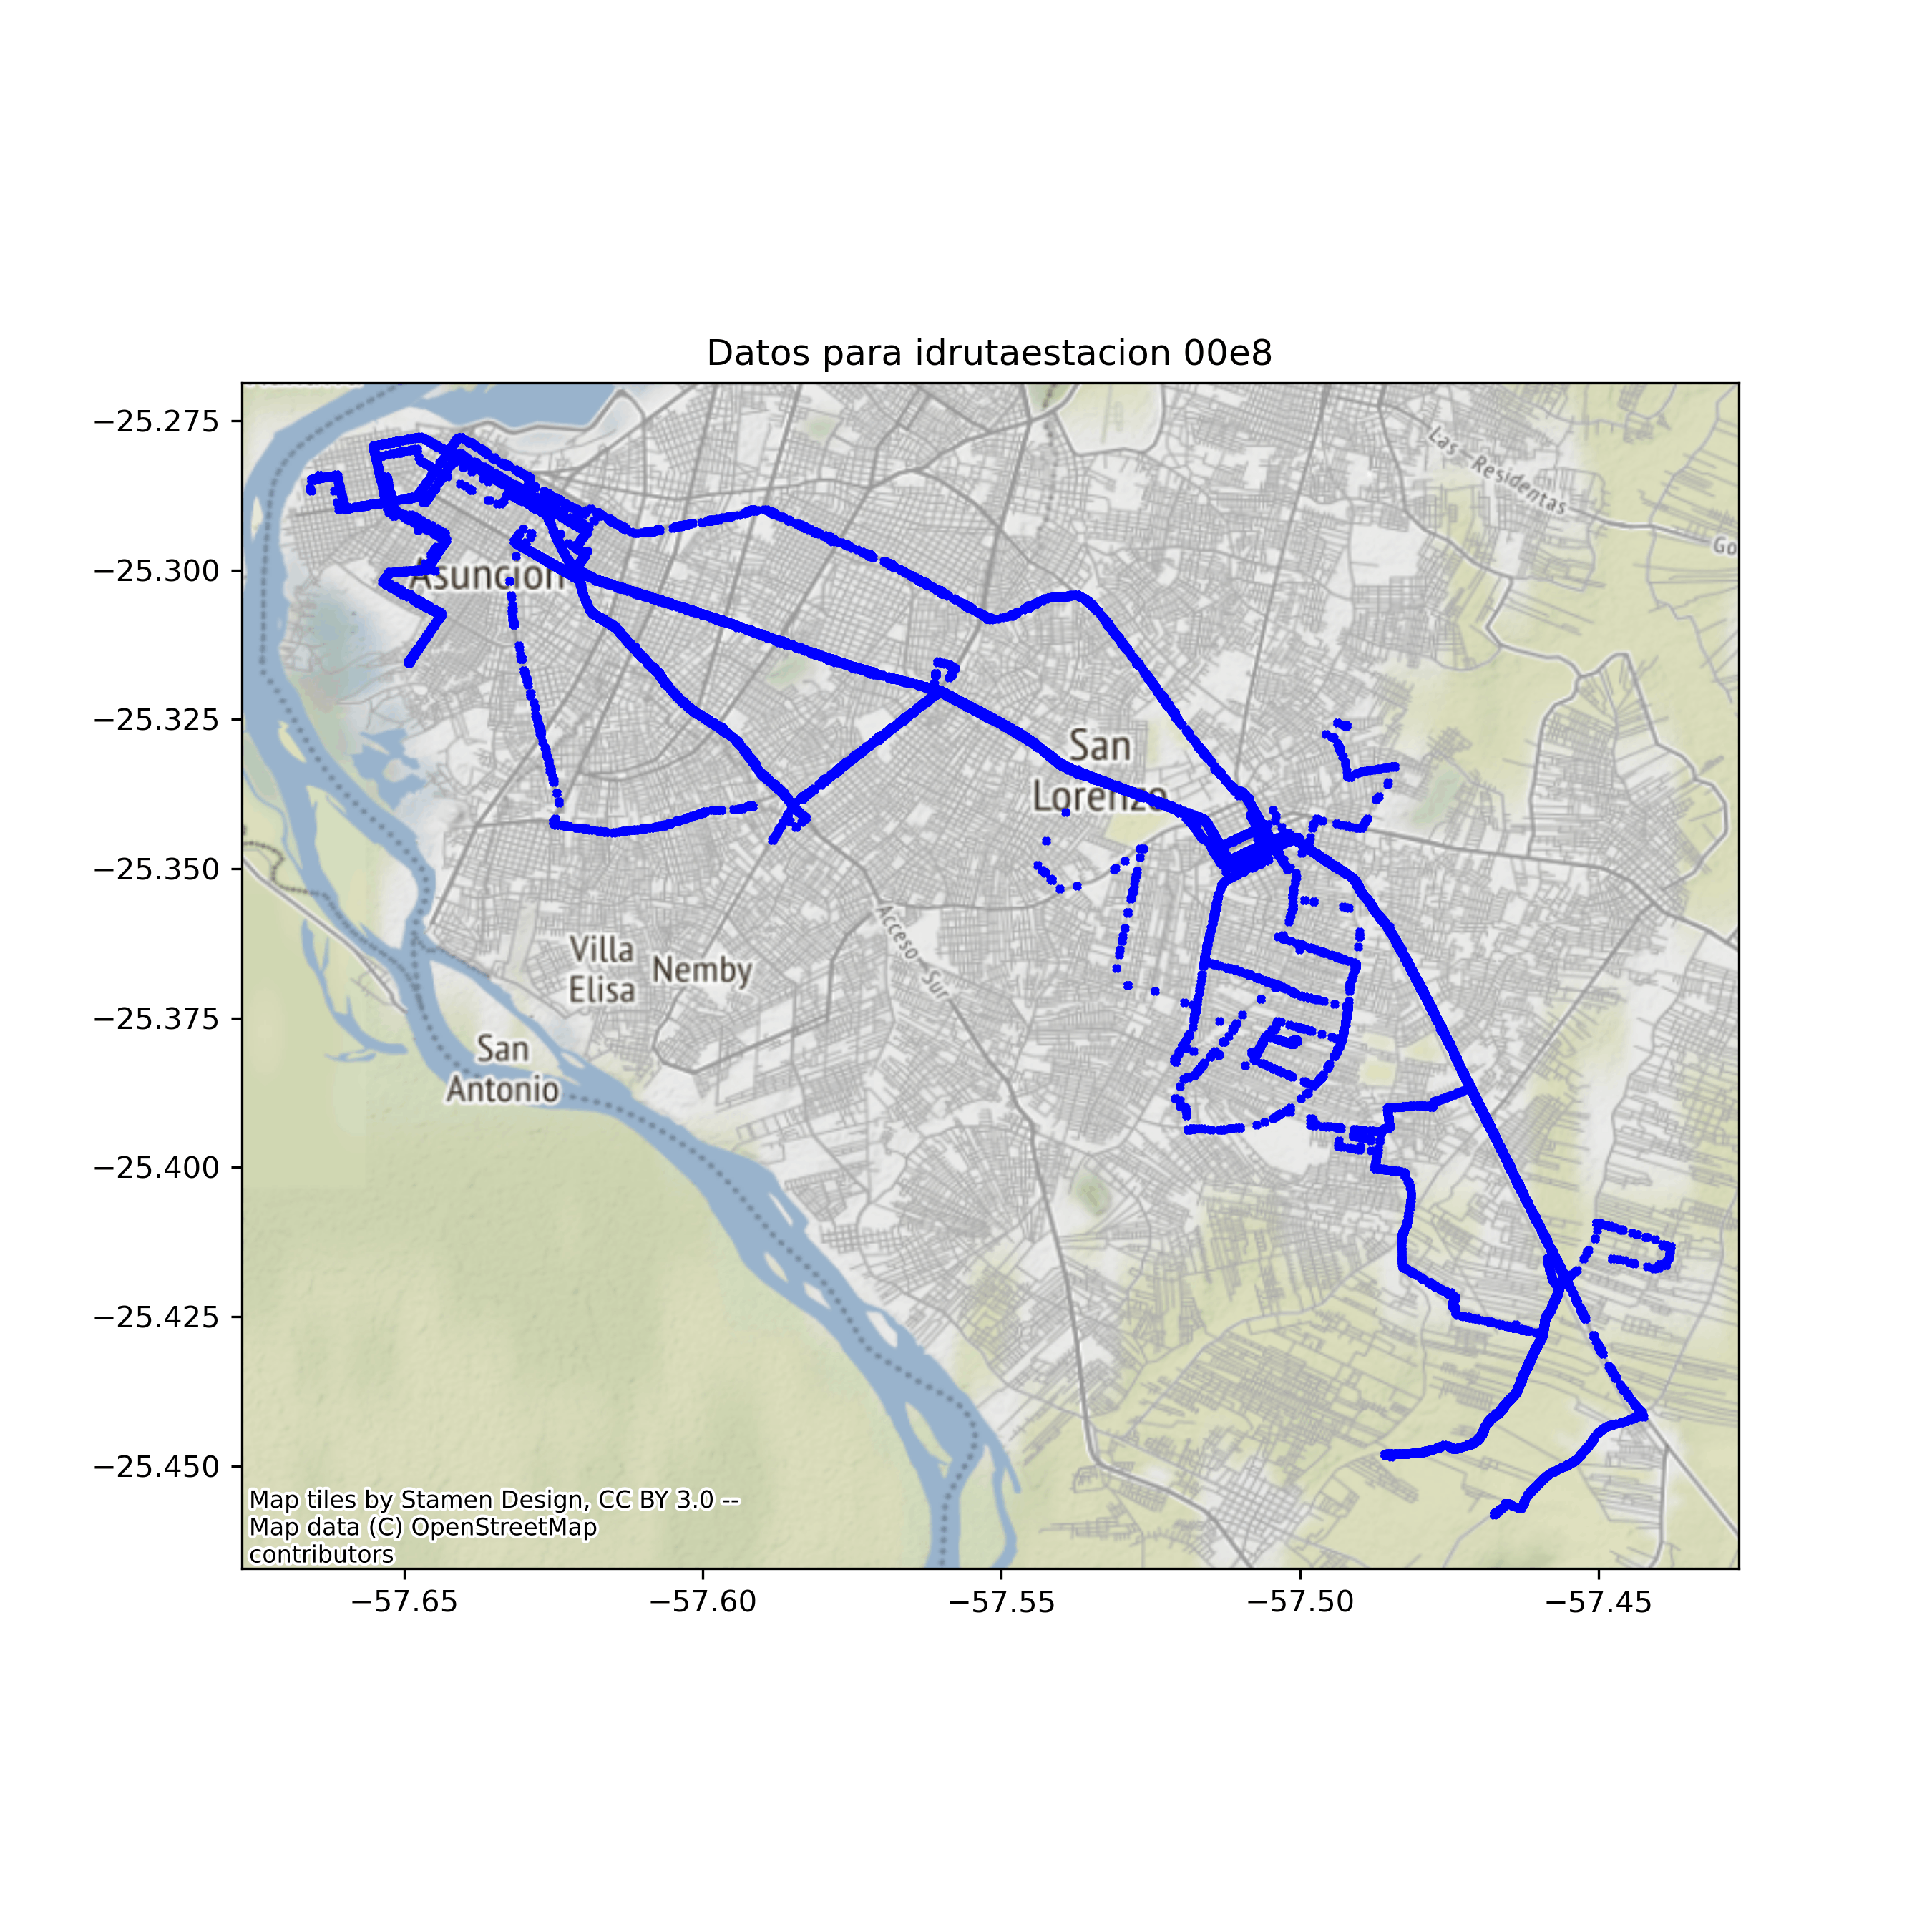 Datos para idrutaestacion 00e8
−25.275
−25.300
−25.325
−25.350
−25.375
−25.400
−25.425
−25.450
Las Residentas
Go
Asuncion
San
Lorenzo
Acceso Sur
Villa
Elisa
Nemby
San
Antonio
Map tiles by Stamen Design, CC BY 3.0 --
Map data (C) OpenStreetMap
contributors
−57.65
−57.60
−57.55
−57.50
−57.45